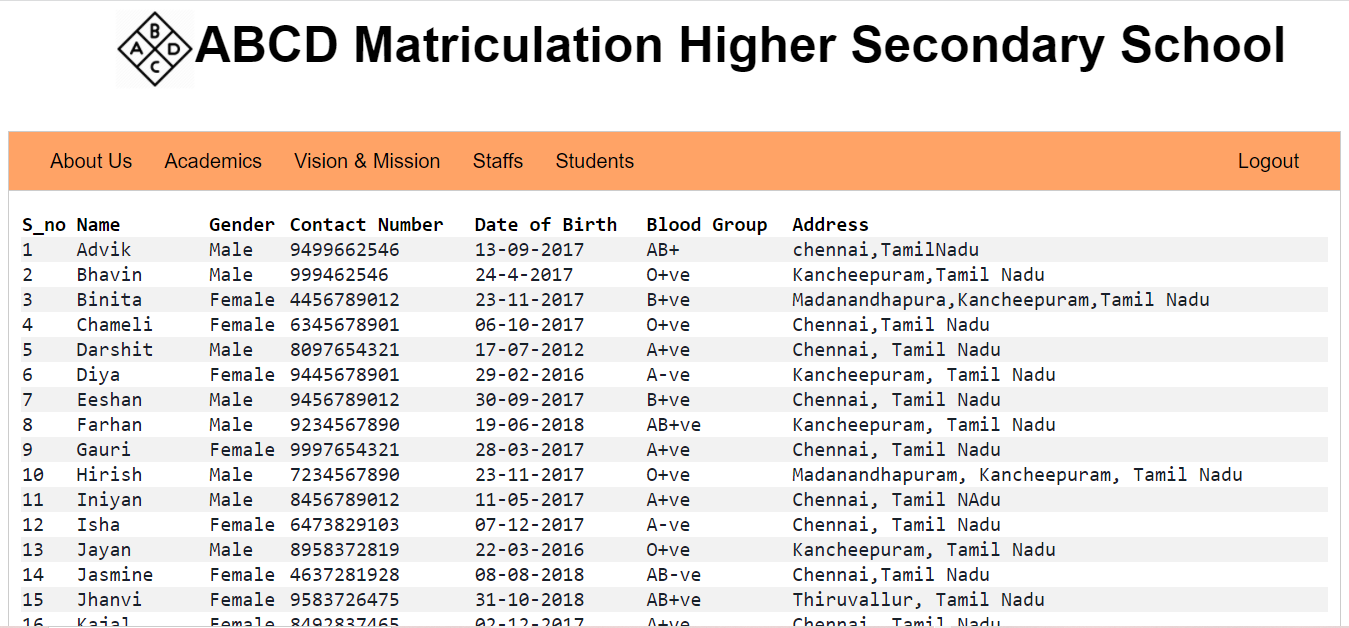 A B C D ABCD Matriculation Higher Secondary School
About Us Academics Vision & Mission Staffs Students Logout
S_no Name Gender Contact Number Date of Birth Blood Group Address
1 Advik Male 9499662546 13-09-2017 AB+ chennai,TamilNadu
2 Bhavin Male 999462546 24-4-2017 O+ve Kancheepuram,Tamil Nadu
3 Binita Female 4456789012 23-11-2017 B+ve Madanandhapura,Kancheepuram,Tamil Nadu
4 Chameli Female 6345678901 06-10-2017 O+ve Chennai,Tamil Nadu
5 Darshit Male 8097654321 17-07-2012 A+ve Chennai, Tamil Nadu
6 Diya Female 9445678901 29-02-2016 A-ve Kancheepuram, Tamil Nadu
7 Eeshan Male 9456789012 30-09-2017 B+ve Chennai, Tamil Nadu
8 Farhan Male 9234567890 19-06-2018 AB+ve Kancheepuram, Tamil Nadu
9 Gauri Female 9997654321 28-03-2017 A+ve Chennai, Tamil Nadu
10 Hirish Male 7234567890 23-11-2017 O+ve Madanandhapuram, Kancheepuram, Tamil Nadu
11 Iniyan Male 8456789012 11-05-2017 A+ve Chennai, Tamil NAdu
12 Isha Female 6473829103 07-12-2017 A-ve Chennai, Tamil Nadu
13 Jayan Male 8958372819 22-03-2016 O+ve Kancheepuram, Tamil Nadu
14 Jasmine Female 4637281928 08-08-2018 AB-ve Chennai,Tamil Nadu
15 Jhanvi Female 9583726475 31-10-2018 AB+ve Thiruvallur, Tamil Nadu
16 Kajal Female 8492837465 02-12-2017 A+ve Chennai, Tamil Nadu